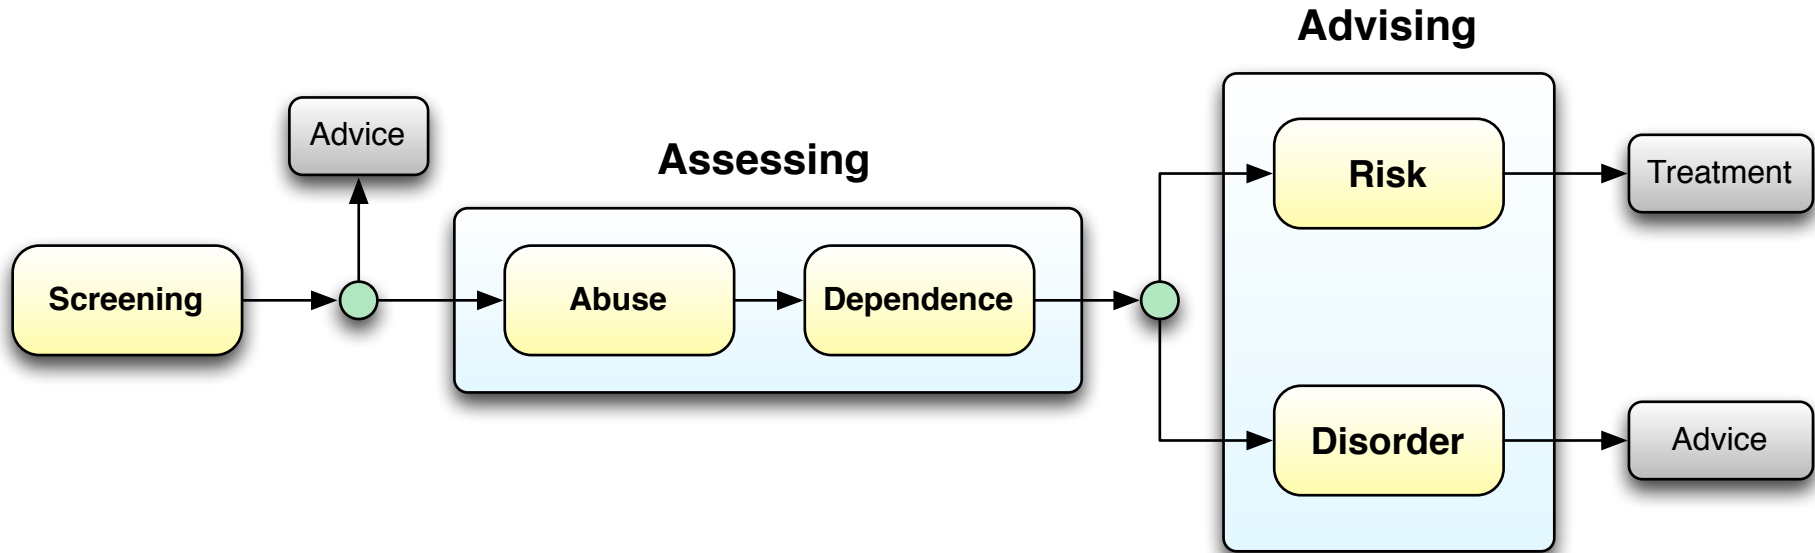 Advising
Advice
Assessing
Risk
Treatment
Screening
Abuse
Dependence
Disorder
Advice